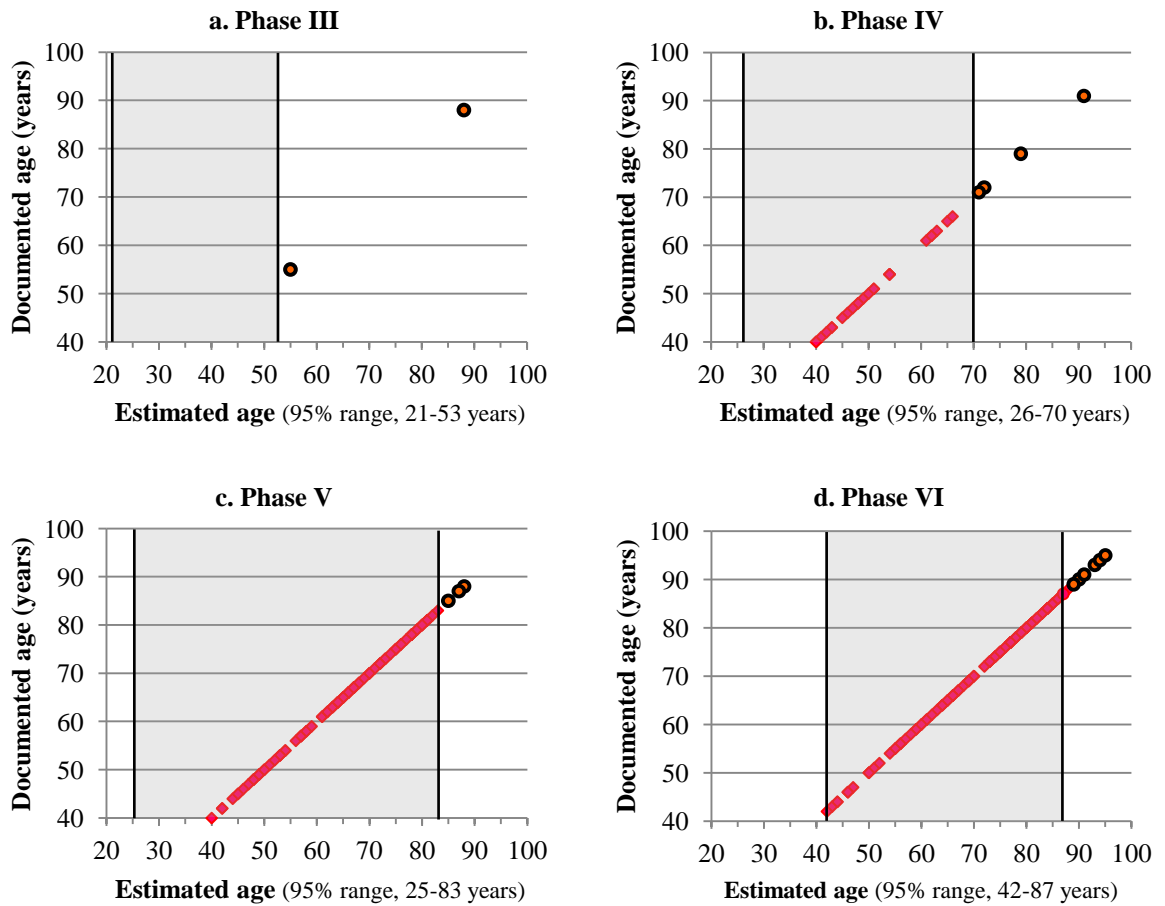 a. Phase III
100
90
80
70
60
50
40
Documented age (years)
20 30 40 50 60 70 80 90 100
Estimated age (95% range, 21-53 years)
b. Phase IV
100
90
80
70
60
50
40
Documented age (years)
20 30 40 50 60 70 80 90 100
Estimated age (95% range, 26-70 years)
c. Phase V
100
90
80
70
60
50
40
Documented age (years)
20 30 40 50 60 70 80 90 100
Estimated age (95% range, 25-83 years)
d. Phase VI
100
90
80
70
60
50
40
Documented age (years)
20 30 40 50 60 70 80 90 100
Estimated age (95% range, 42-87 years)